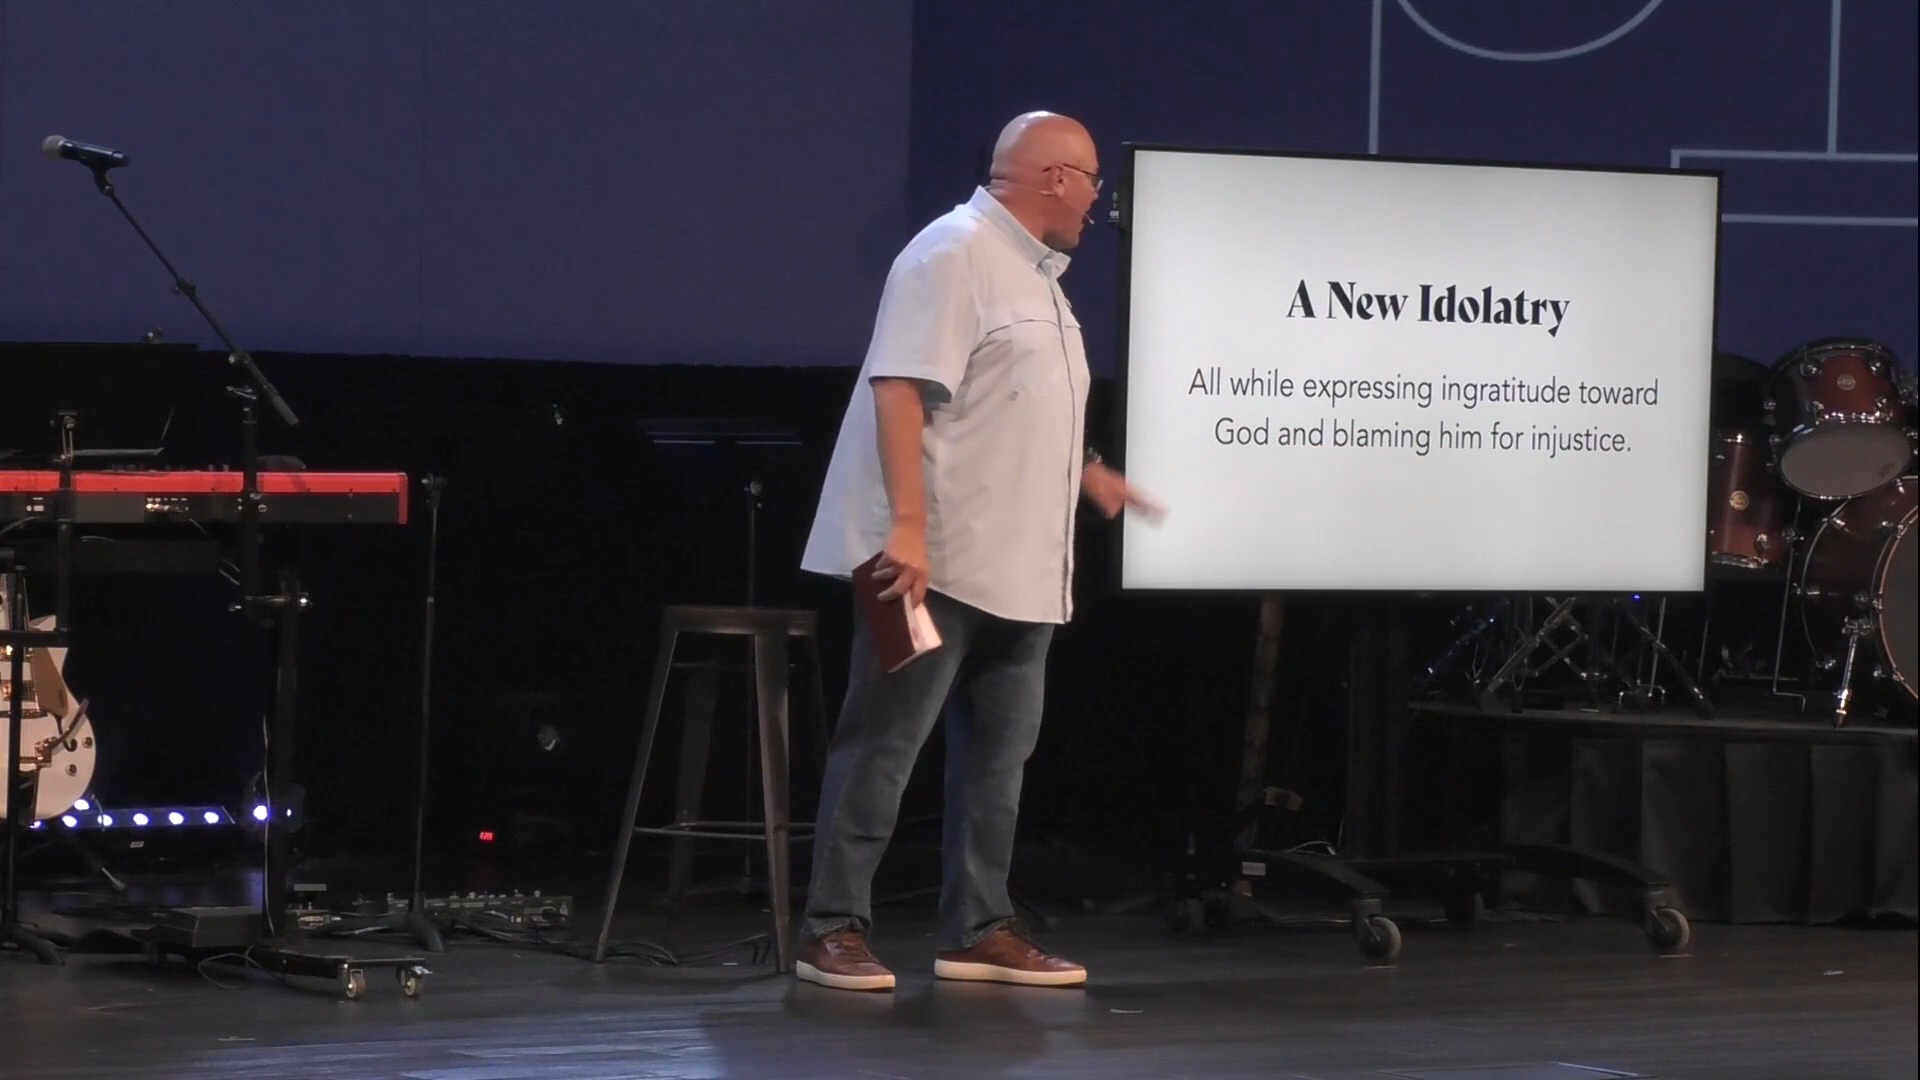 A New Idolatry
All while expressing ingratitude toward
God and blaming him for injustice.